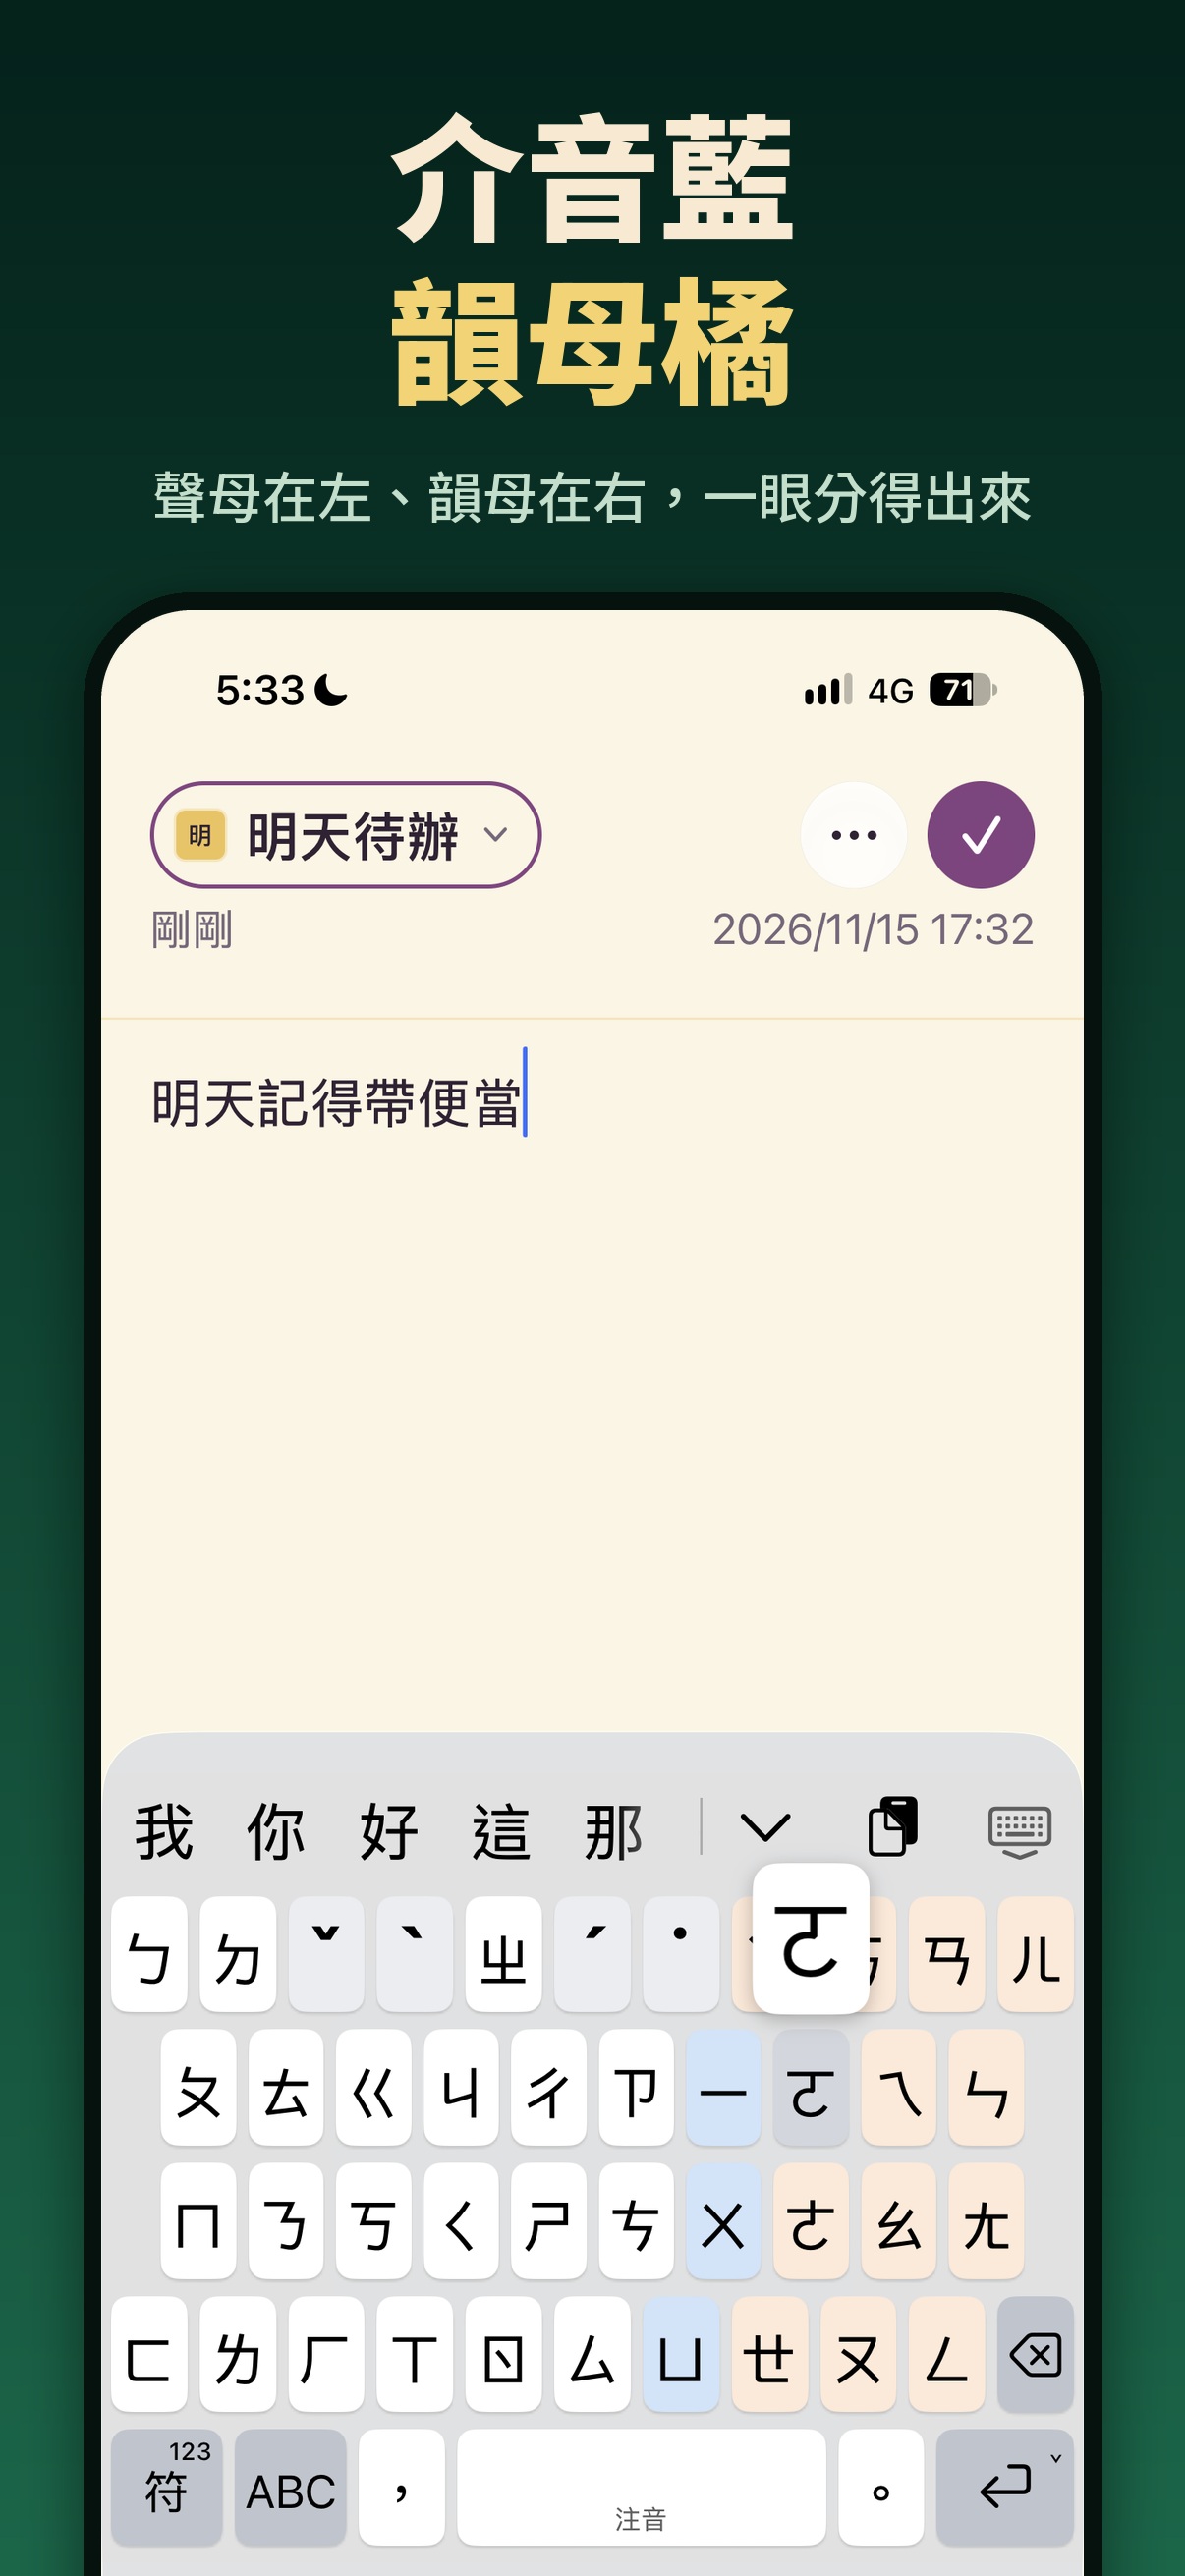 介音藍
韻母橘
聲母在左、韻母在右，一眼分得出來
5:33 4G 71
明 明天待辦
剛剛 2026/11/15 17:32
明天記得帶便當
我 你 好 這 那
ㄅ ㄉ ˇ ˋ ㄓ ˊ ˙ ㄢ ㄦ
ㄛ
ㄆ ㄊ ㄍ ㄐ ㄔ ㄗ ㄧ ㄛ ㄟ ㄣ
ㄇ ㄋ ㄎ ㄑ ㄕ ㄘ ㄨ ㄜ ㄠ ㄤ
ㄈ ㄌ ㄏ ㄒ ㄖ ㄙ ㄩ ㄝ ㄡ ㄥ
123
符 ABC ， 注音 。